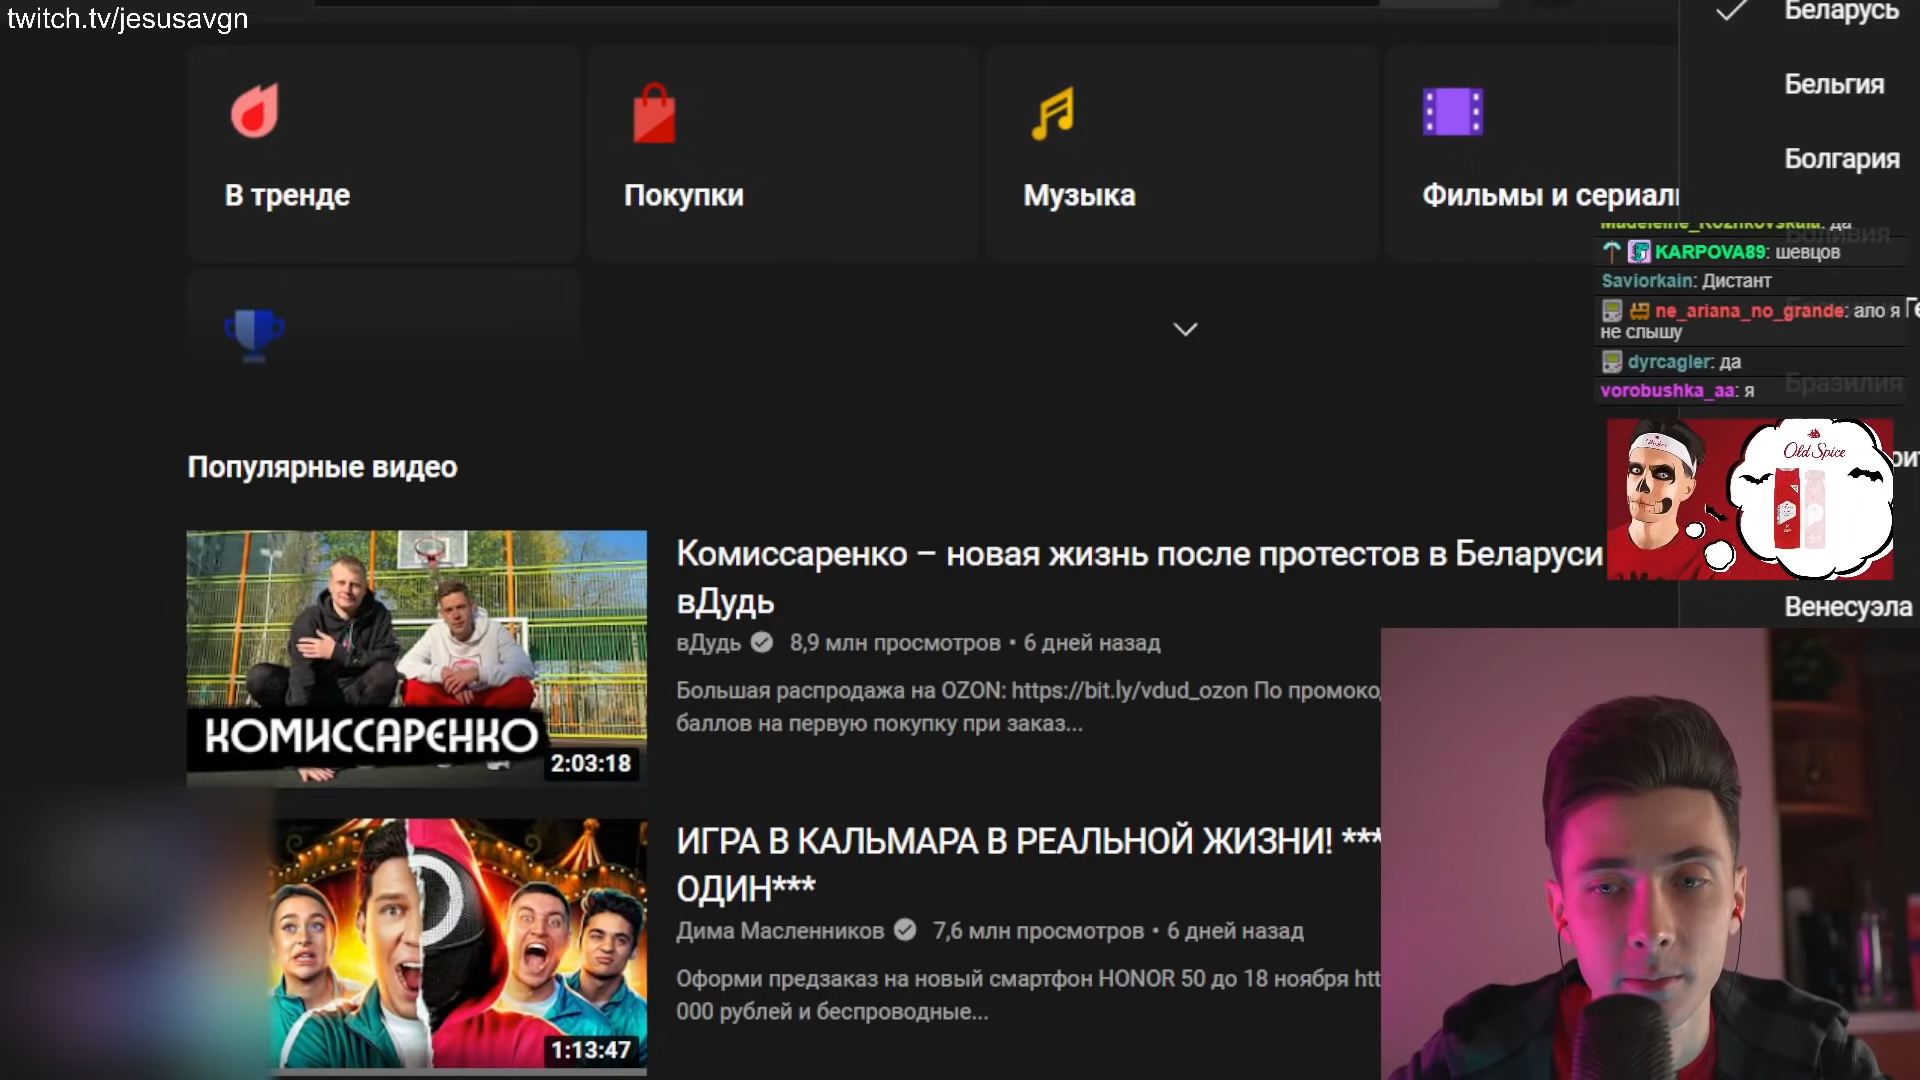 twitch.tv/jesusavgn
Беларусь
Бельгия
Болгария
В тренде
Покупки
Музыка
Фильмы и сериалы
Боливия
Madeleine_Rozhkovskaia: да
KARPOVA89: шевцов
Saviorkain: Дистант
ne_ariana_no_grande: ало я
не слышу
dyrcagler: да
Бразилия
vorobushka_aa: я
Old Spice
Венесуэла
Популярные видео
Комиссаренко – новая жизнь после протестов в Беларуси
вДудь
вДудь 8,9 млн просмотров • 6 дней назад
Большая распродажа на OZON: https://bit.ly/vdud_ozon По промоко
баллов на первую покупку при заказ...
КОМИССАРЕНКО
2:03:18
ИГРА В КАЛЬМАРА В РЕАЛЬНОЙ ЖИЗНИ! ***
ОДИН***
Дима Масленников 7,6 млн просмотров • 6 дней назад
Оформи предзаказ на новый смартфон HONOR 50 до 18 ноября htt
000 рублей и беспроводные...
1:13:47